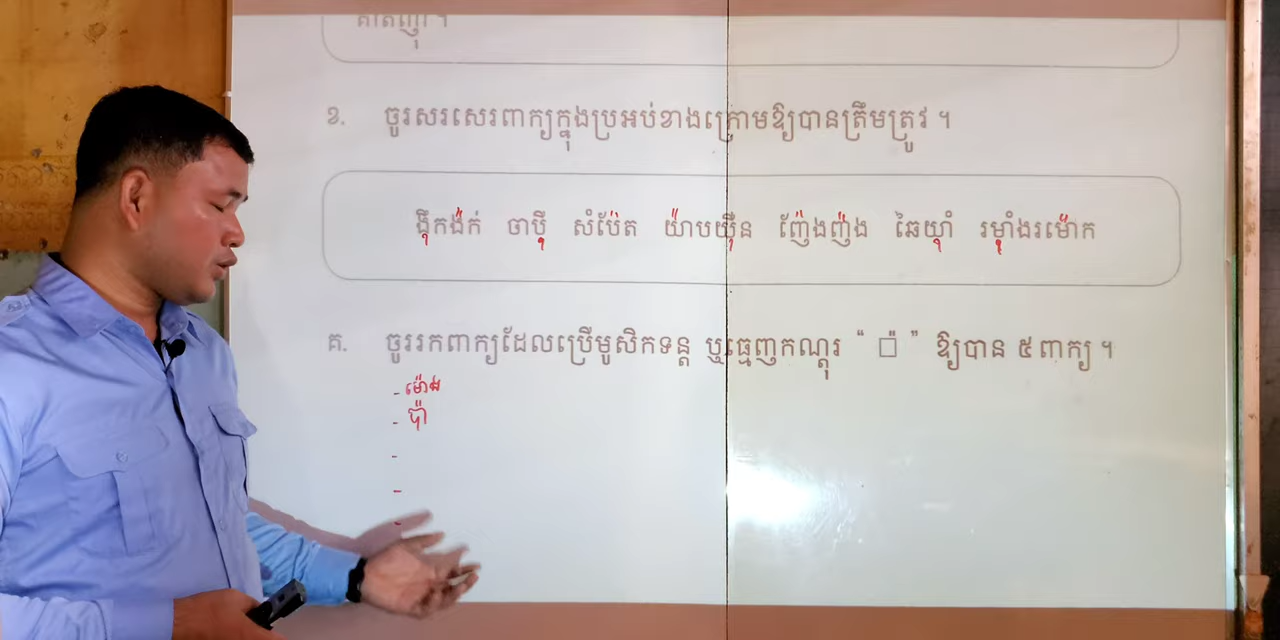 គាតញ៉ ។
ខ. ចូរសរសេរពាក្យក្នុងប្រអប់ខាងក្រោមឱ្យបានត្រឹមត្រូវ ។
ង៉ឹកង៉ក់ ចាប៉ី សំប៉ែត យ៉ាបយ៉ឺន ញ៉ែងញ៉ង ឆៃយ៉ាំ រម៉ាំងរម៉ោក
គ. ចូររកពាក្យដែលប្រើមូសិកទន្ត ឬធ្មេញកណ្ដុរ “ ៉ ” ឱ្យបាន ៥ ពាក្យ ។
- ម៉ោង
- ប៉ា
-
-
-